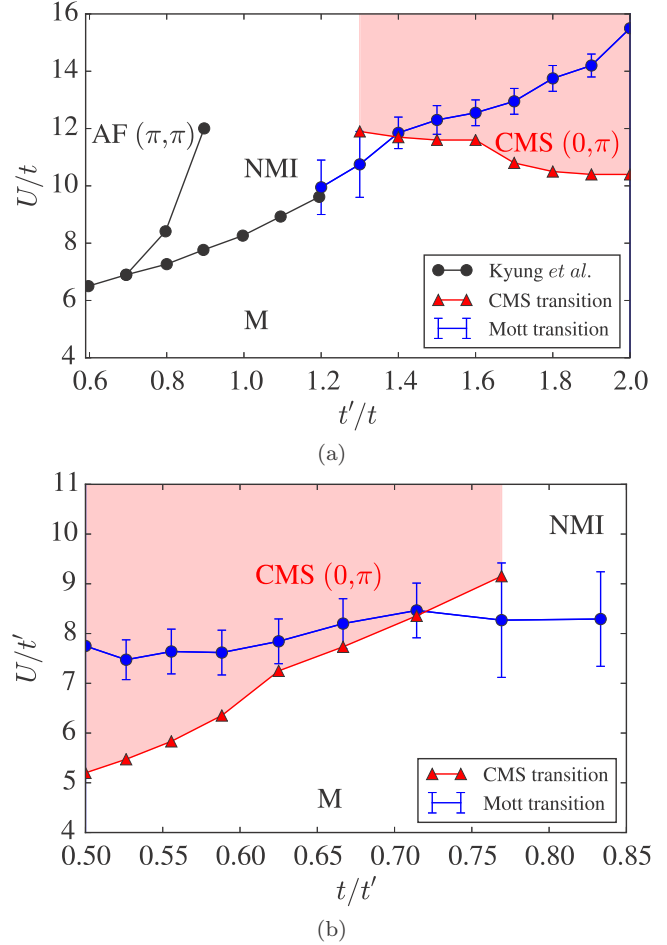 16
14
12
10
8
6
4
U/t
AF (π,π)
NMI
CMS (0,π)
M
Kyung et al.
CMS transition
Mott transition
0.6 0.8 1.0 1.2 1.4 1.6 1.8 2.0
t′/t
(a)
11
10
9
8
7
6
5
4
U/t′
NMI
CMS (0,π)
M
CMS transition
Mott transition
0.50 0.55 0.60 0.65 0.70 0.75 0.80 0.85
t/t′
(b)